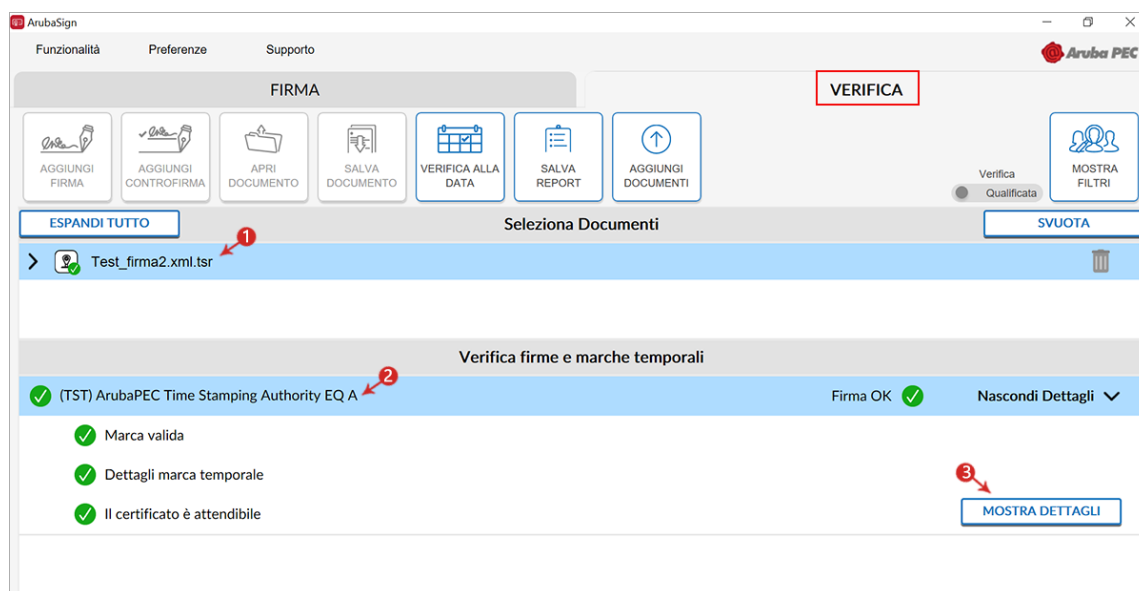 ArubaSign
Funzionalità Preferenze Supporto
Aruba PEC
FIRMA VERIFICA
AGGIUNGI FIRMA
AGGIUNGI CONTROFIRMA
APRI DOCUMENTO
SALVA DOCUMENTO
VERIFICA ALLA DATA
SALVA REPORT
AGGIUNGI DOCUMENTI
Verifica
Qualificata
MOSTRA FILTRI
ESPANDI TUTTO Seleziona Documenti SVUOTA
1
Test_firma2.xml.tsr
Verifica firme e marche temporali
2
(TST) ArubaPEC Time Stamping Authority EQ A Firma OK Nascondi Dettagli
Marca valida
Dettagli marca temporale
3
Il certificato è attendibile MOSTRA DETTAGLI